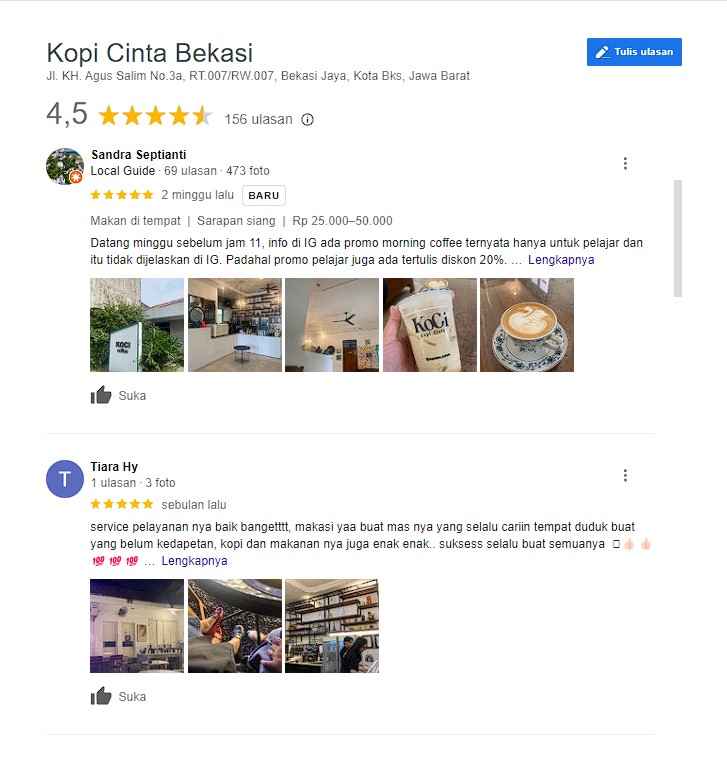 Kopi Cinta Bekasi
Tulis ulasan
Jl. KH. Agus Salim No.3a, RT.007/RW.007, Bekasi Jaya, Kota Bks, Jawa Barat
4,5 156 ulasan
Sandra Septianti
Local Guide · 69 ulasan · 473 foto
2 minggu lalu BARU
Makan di tempat | Sarapan siang | Rp 25.000–50.000
Datang minggu sebelum jam 11, info di IG ada promo morning coffee ternyata hanya untuk pelajar dan
itu tidak dijelaskan di IG. Padahal promo pelajar juga ada tertulis diskon 20%. … Lengkapnya
KOCI
coffee
KoCi
Kopi Cinta
Suka
T
Tiara Hy
1 ulasan · 3 foto
sebulan lalu
service pelayanan nya baik bangetttt, makasi yaa buat mas nya yang selalu cariin tempat duduk buat
yang belum kedapetan, kopi dan makanan nya juga enak enak.. suksess selalu buat semuanya 👍🏻👍🏻
💯 💯 💯 … Lengkapnya
Suka